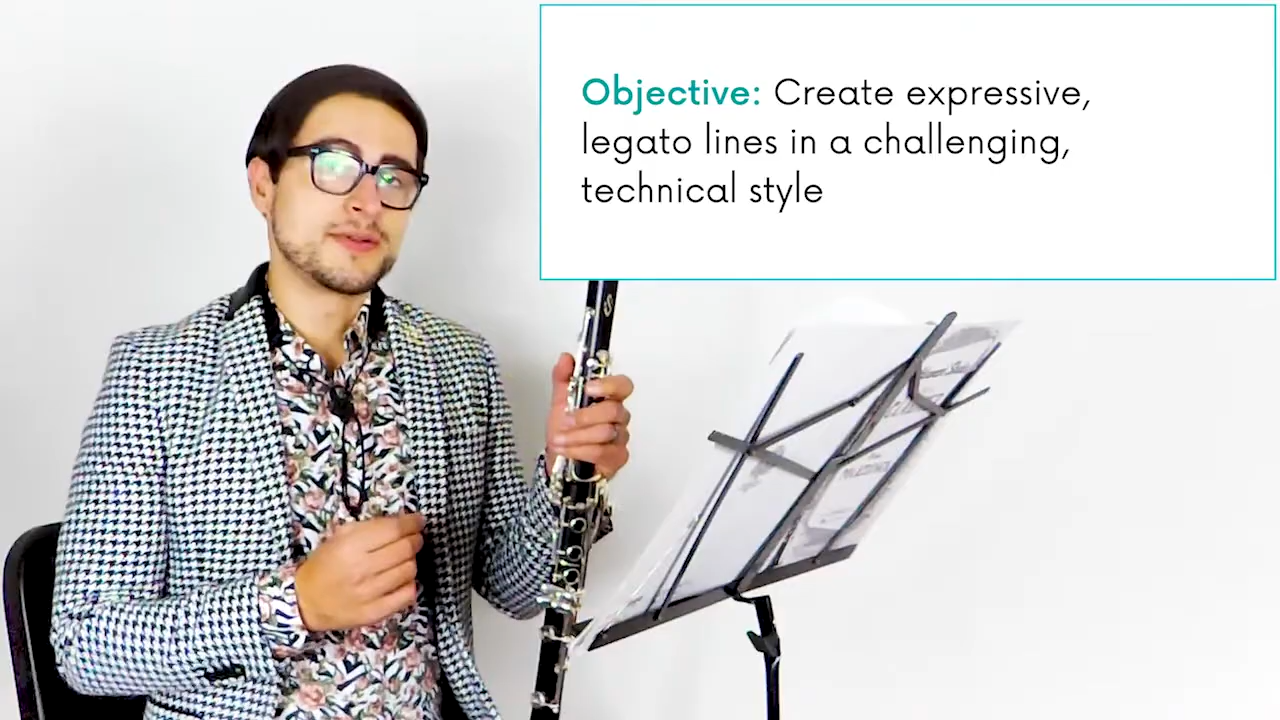 Objective: Create expressive,
legato lines in a challenging,
technical style